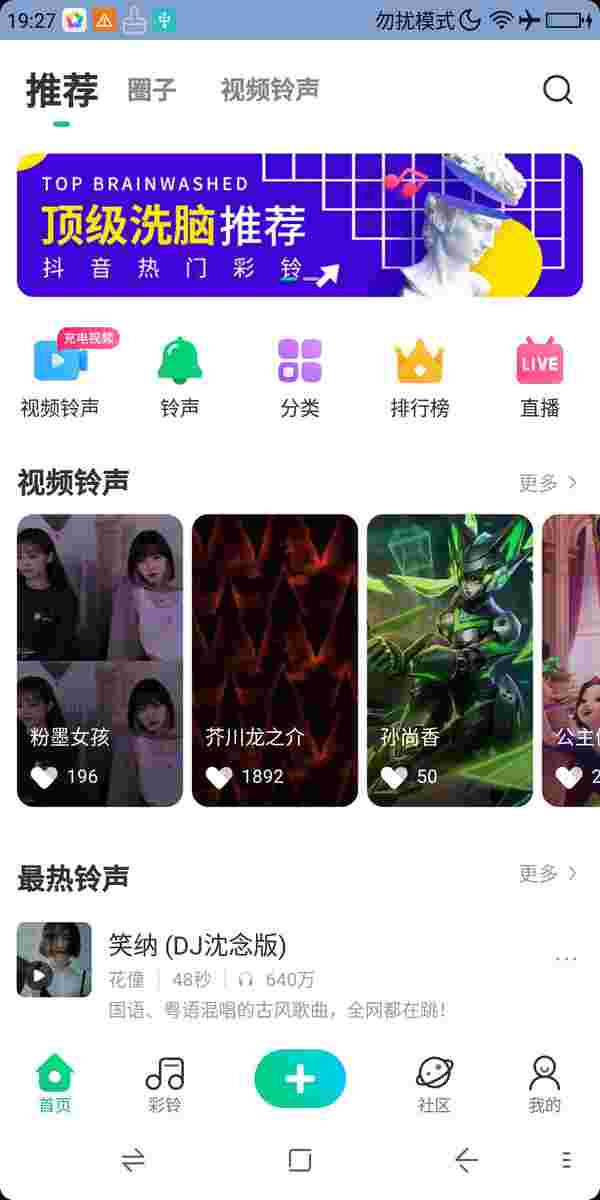 19:27
勿扰模式
推荐
圈子
视频铃声
TOP BRAINWASHED
顶级洗脑推荐
抖音热门彩铃
充电视频
LIVE
视频铃声
铃声
分类
排行榜
直播
视频铃声
更多
粉墨女孩
196
芥川龙之介
1892
孙尚香
50
公主
2
最热铃声
更多
笑纳 (DJ沈念版)
花僮 | 48秒 | 640万
国语、粤语混唱的古风歌曲，全网都在跳！
首页
彩铃
社区
我的